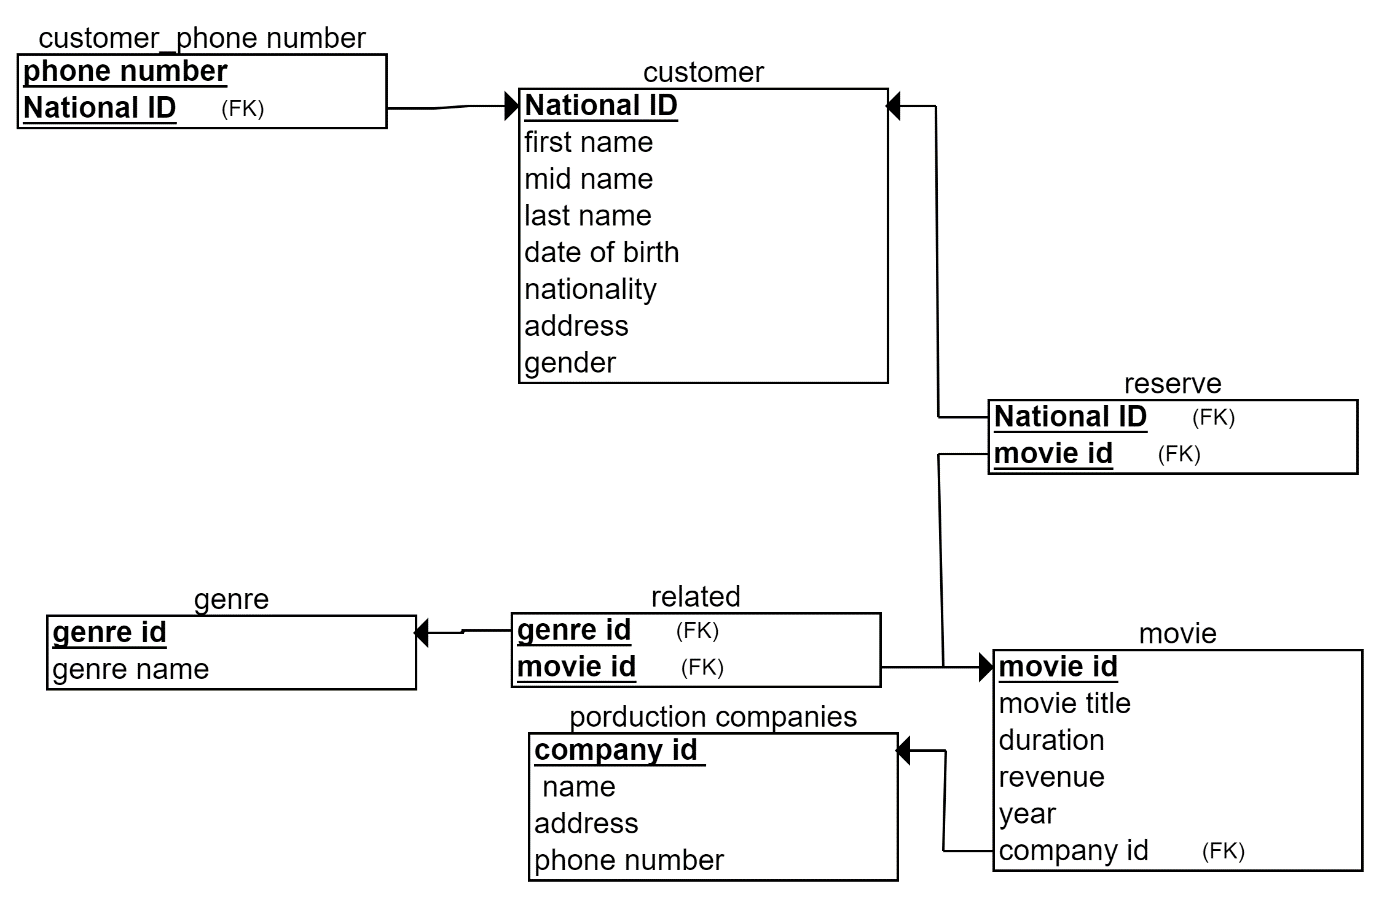 customer_phone number
phone number
National ID (FK)
customer
National ID
first name
mid name
last name
date of birth
nationality
address
gender
reserve
National ID (FK)
movie id (FK)
genre
genre id
genre name
related
genre id (FK)
movie id (FK)
porduction companies
company id
name
address
phone number
movie
movie id
movie title
duration
revenue
year
company id (FK)